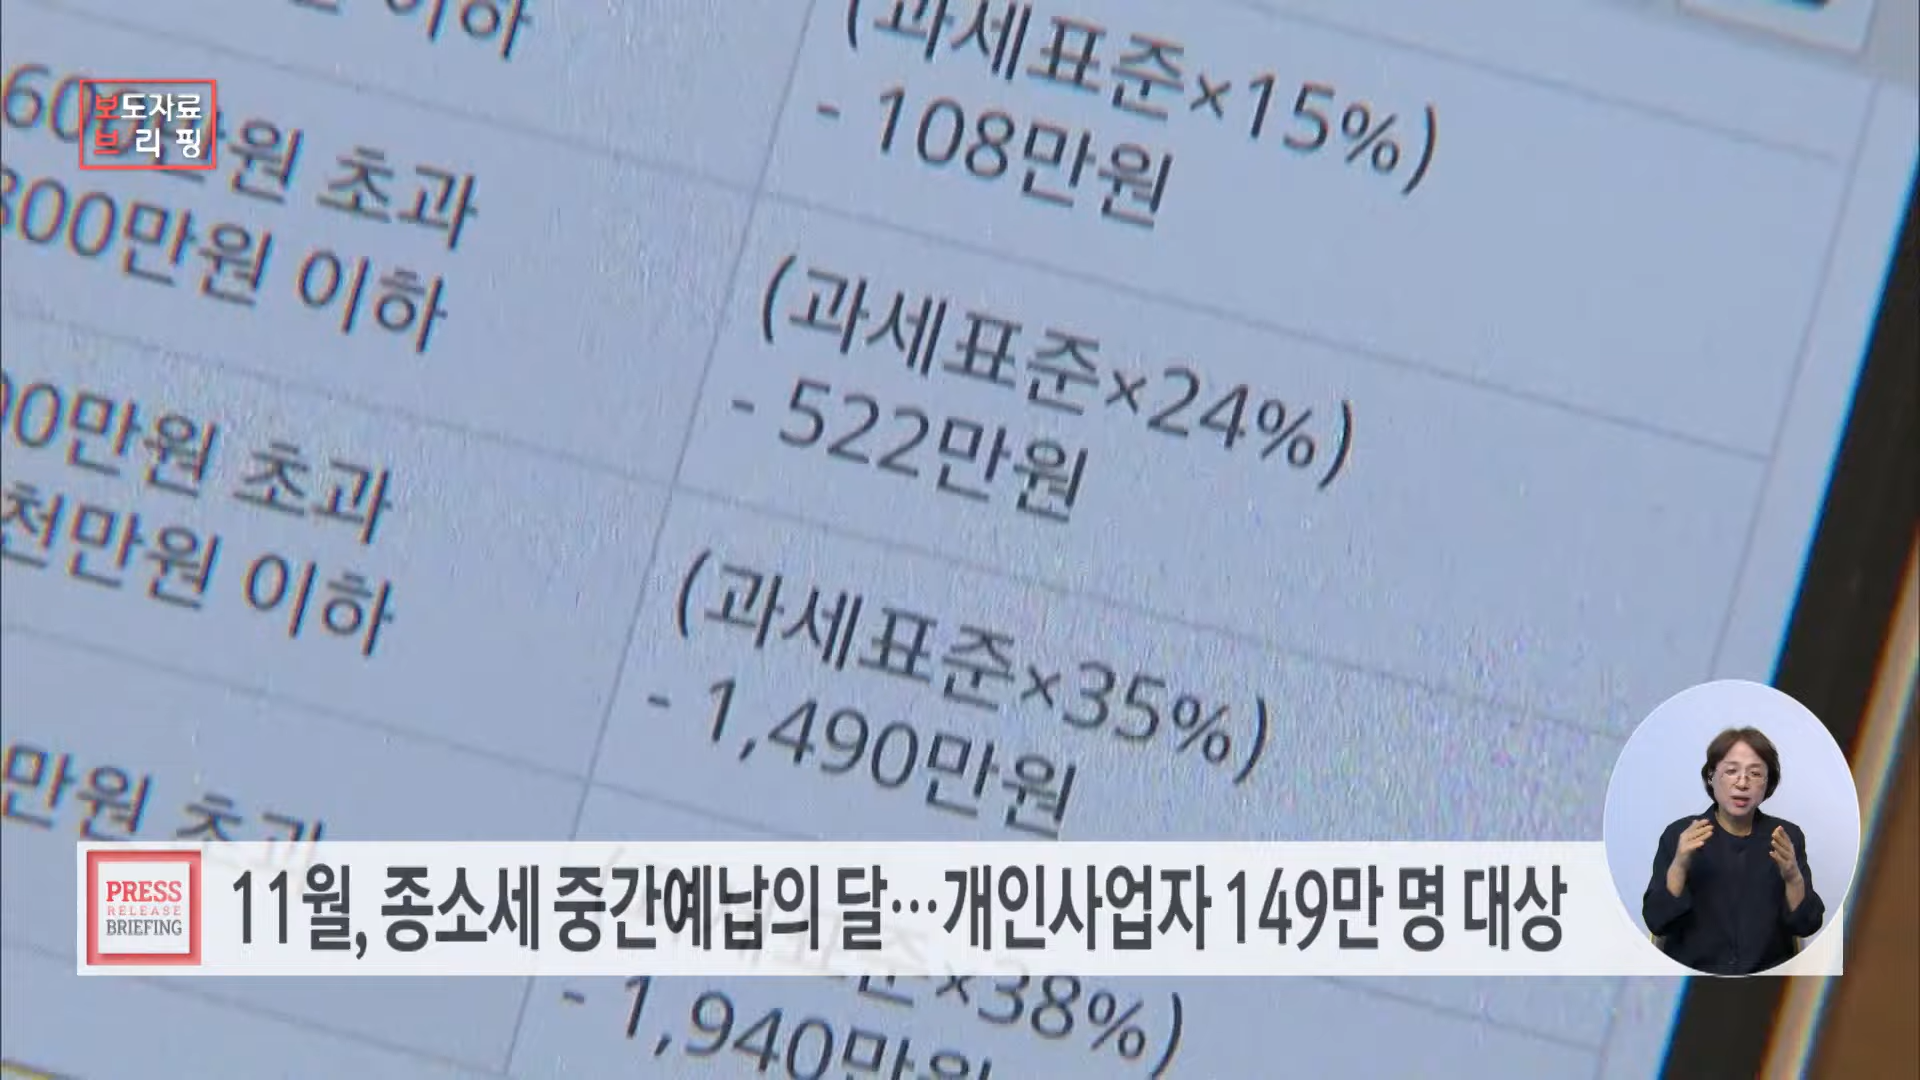 이하
(과세표준×15%)
- 108만원
보도자료
브리핑
만원 초과
800만원 이하
(과세표준×24%)
- 522만원
00만원 초과
천만원 이하
(과세표준×35%)
- 1,490만원
만원 초과
×38%)
- 1,940만원
PRESS
RELEASE
BRIEFING
11월, 종소세 중간예납의 달…개인사업자 149만 명 대상